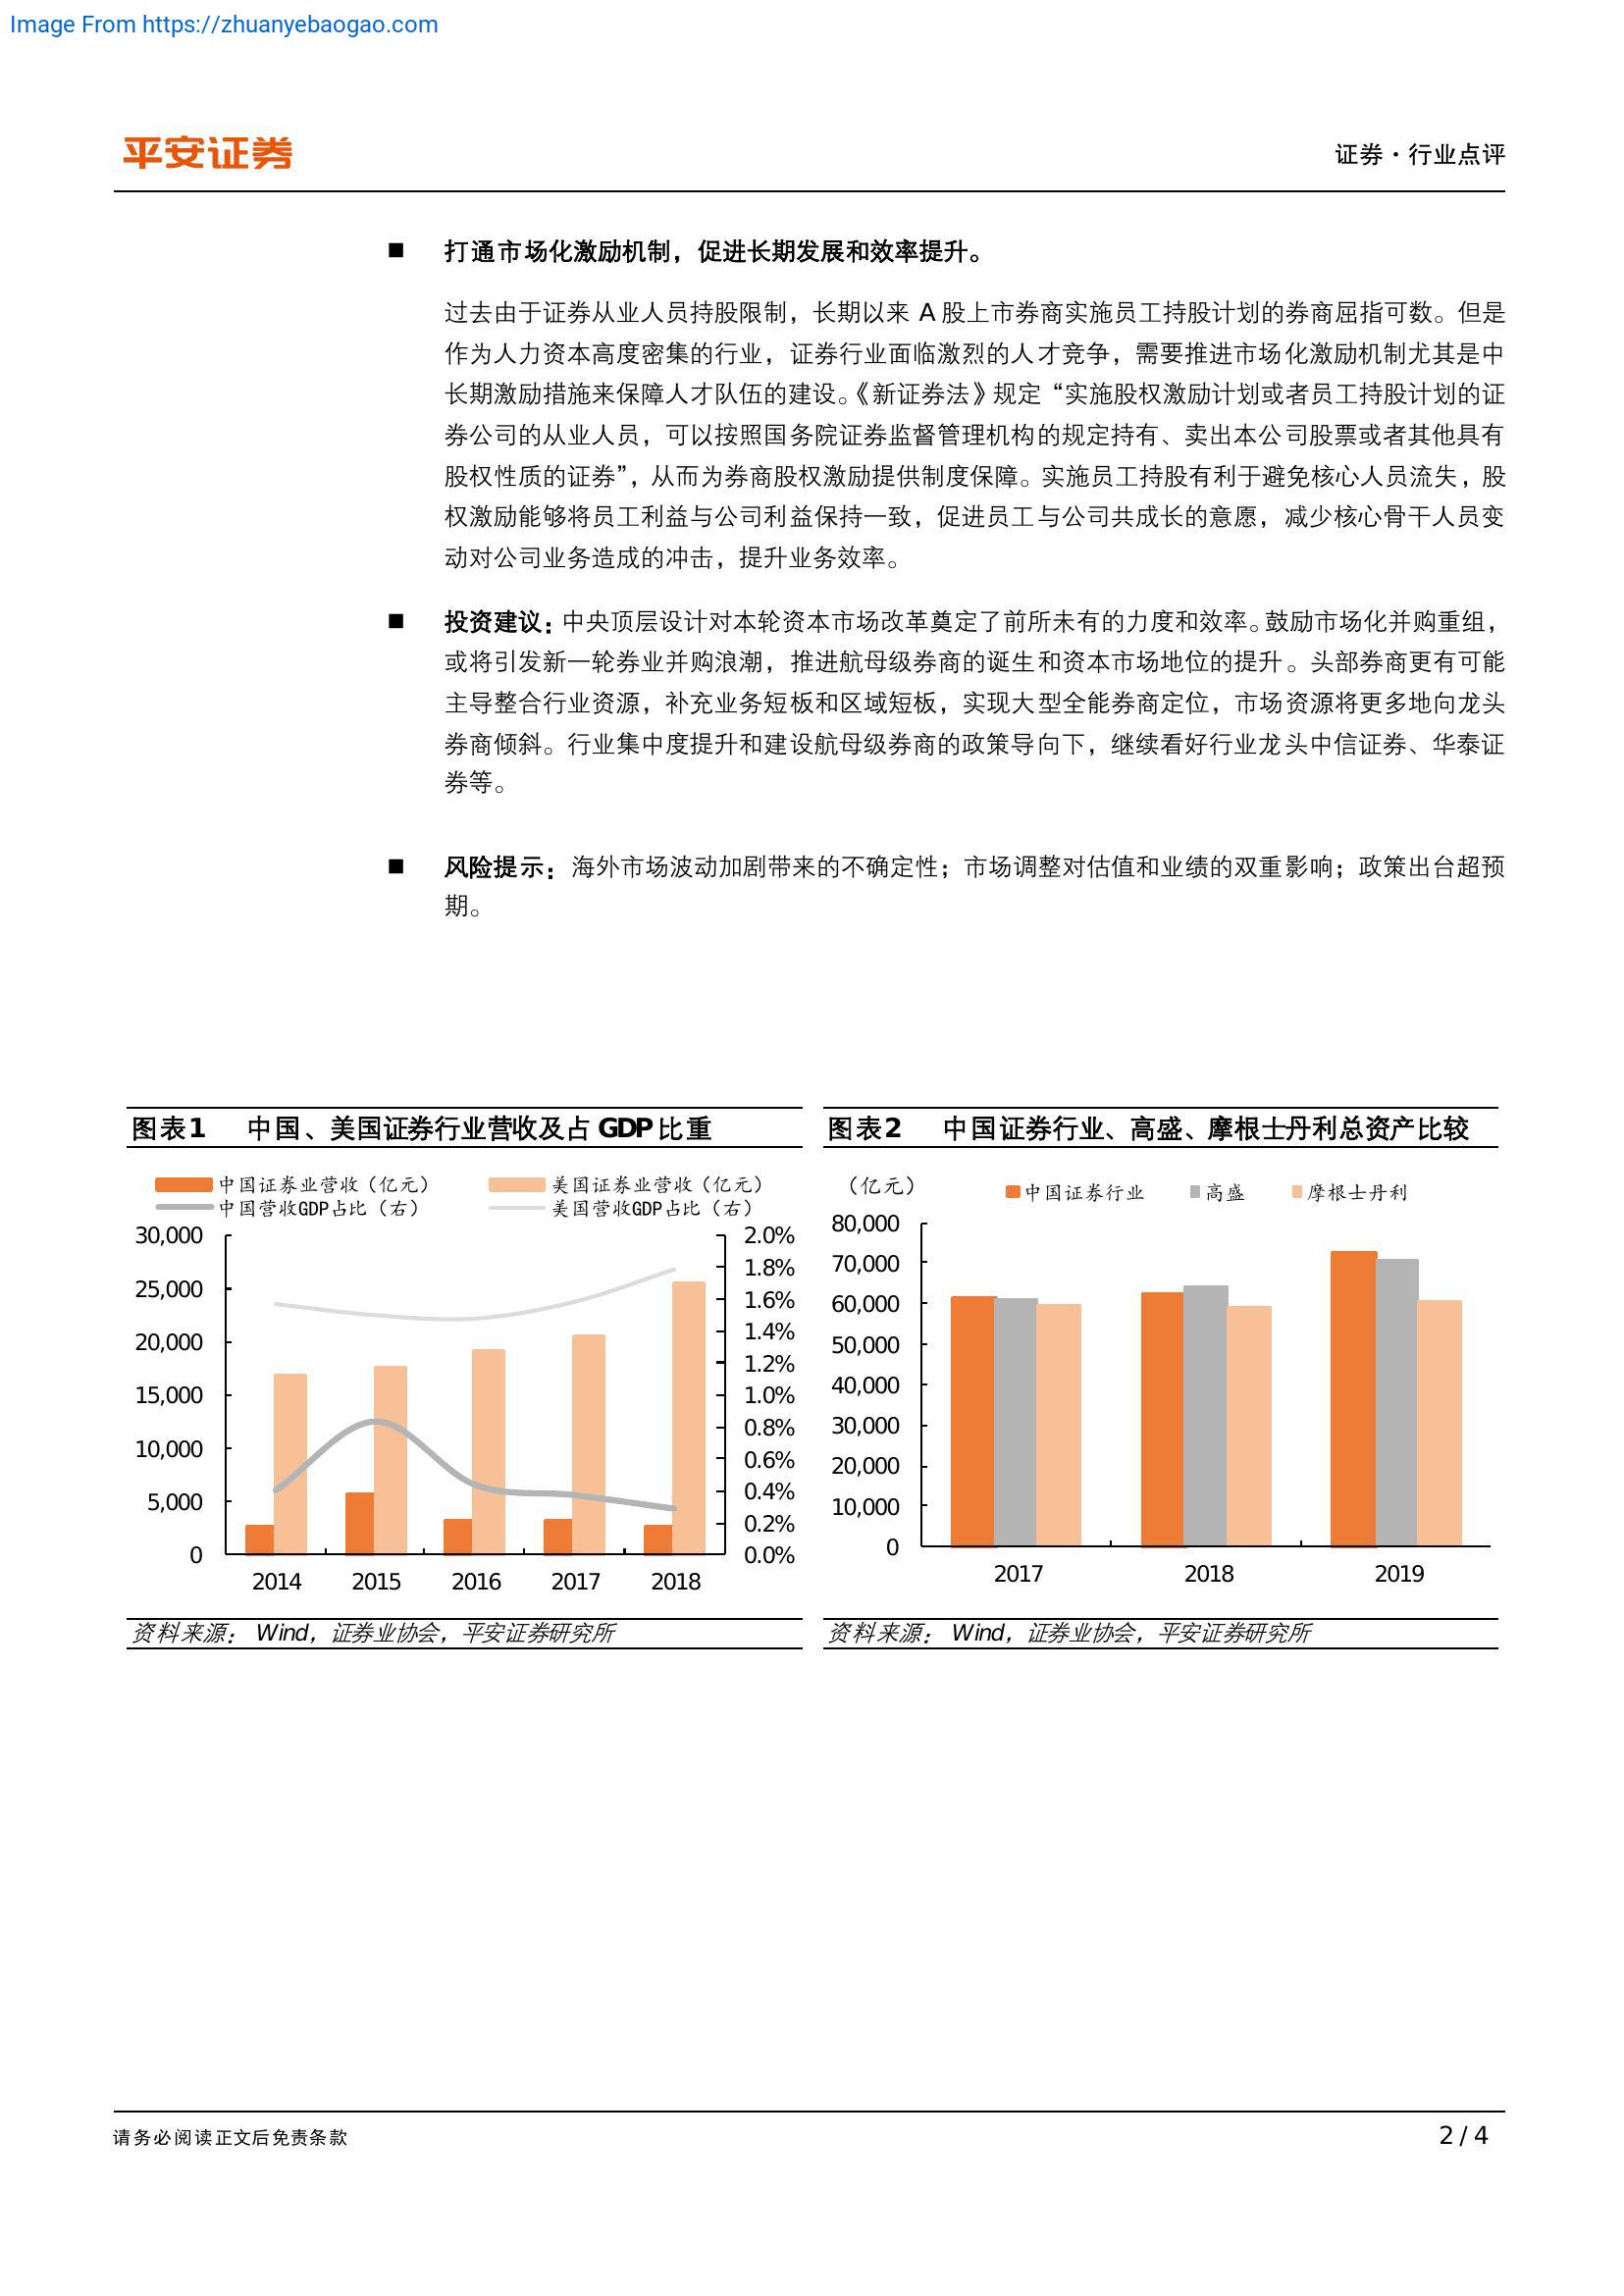 Image From https://zhuanyebaogao.com
平安证券
证券·行业点评
■ 打通市场化激励机制，促进长期发展和效率提升。
过去由于证券从业人员持股限制，长期以来 A 股上市券商实施员工持股计划的券商屈指可数。但是
作为人力资本高度密集的行业，证券行业面临激烈的人才竞争，需要推进市场化激励机制尤其是中
长期激励措施来保障人才队伍的建设。《新证券法》规定“实施股权激励计划或者员工持股计划的证
券公司的从业人员，可以按照国务院证券监督管理机构的规定持有、卖出本公司股票或者其他具有
股权性质的证券”，从而为券商股权激励提供制度保障。实施员工持股有利于避免核心人员流失，股
权激励能够将员工利益与公司利益保持一致，促进员工与公司共成长的意愿，减少核心骨干人员变
动对公司业务造成的冲击，提升业务效率。
■ 投资建议：中央顶层设计对本轮资本市场改革奠定了前所未有的力度和效率。鼓励市场化并购重组，
或将引发新一轮券业并购浪潮，推进航母级券商的诞生和资本市场地位的提升。头部券商更有可能
主导整合行业资源，补充业务短板和区域短板，实现大型全能券商定位，市场资源将更多地向龙头
券商倾斜。行业集中度提升和建设航母级券商的政策导向下，继续看好行业龙头中信证券、华泰证
券等。
■ 风险提示：海外市场波动加剧带来的不确定性；市场调整对估值和业绩的双重影响；政策出台超预
期。
图表1 中国、美国证券行业营收及占 GDP 比重
中国证券业营收（亿元） 美国证券业营收（亿元）
中国营收GDP占比（右） 美国营收GDP占比（右）
30,000
25,000
20,000
15,000
10,000
5,000
0
2.0%
1.8%
1.6%
1.4%
1.2%
1.0%
0.8%
0.6%
0.4%
0.2%
0.0%
2014 2015 2016 2017 2018
资料来源：Wind，证券业协会，平安证券研究所
图表2 中国证券行业、高盛、摩根士丹利总资产比较
（亿元） 中国证券行业 高盛 摩根士丹利
80,000
70,000
60,000
50,000
40,000
30,000
20,000
10,000
0
2017 2018 2019
资料来源：Wind，证券业协会，平安证券研究所
请务必阅读正文后免责条款
2 / 4